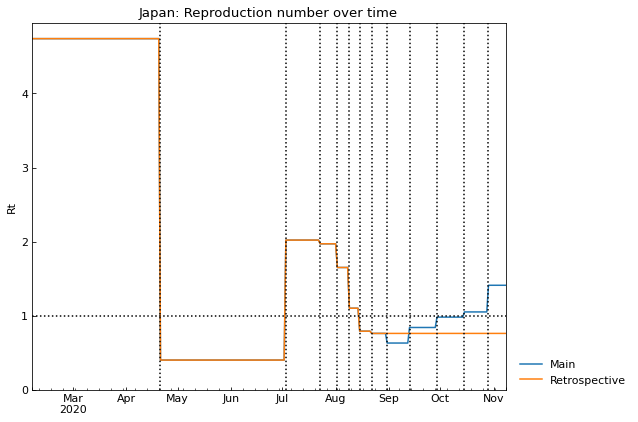 Japan: Reproduction number over time
Rt
4
3
2
1
0
Mar Apr May Jun Jul Aug Sep Oct Nov
2020
Main
Retrospective